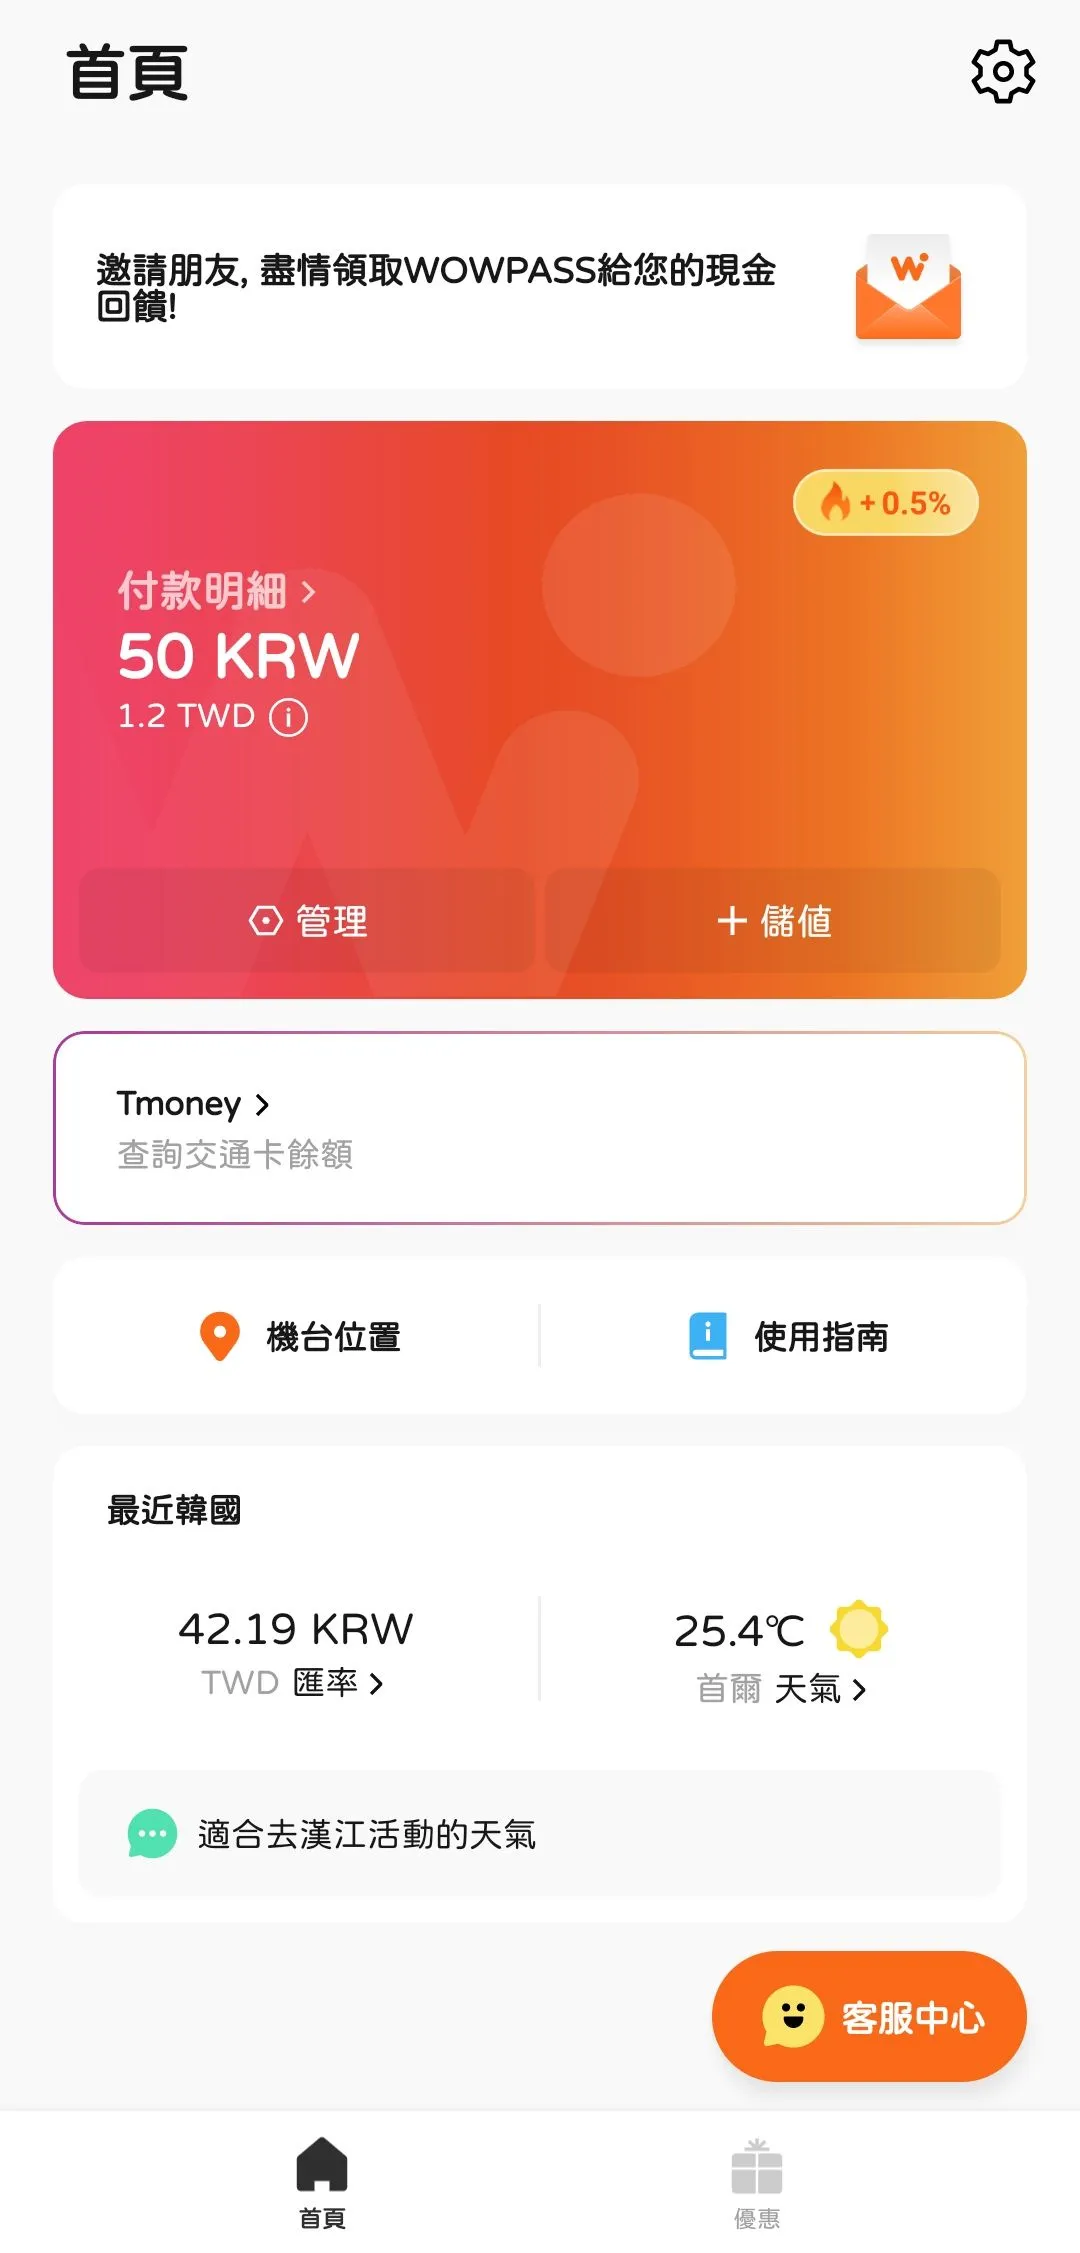 首頁
邀請朋友, 盡情領取WOWPASS給您的現金
回饋!
+0.5%
付款明細
50 KRW
1.2 TWD
管理
儲值
Tmoney
查詢交通卡餘額
機台位置
使用指南
最近韓國
42.19 KRW
TWD 匯率
25.4℃
首爾 天氣
適合去漢江活動的天氣
客服中心
首頁
優惠